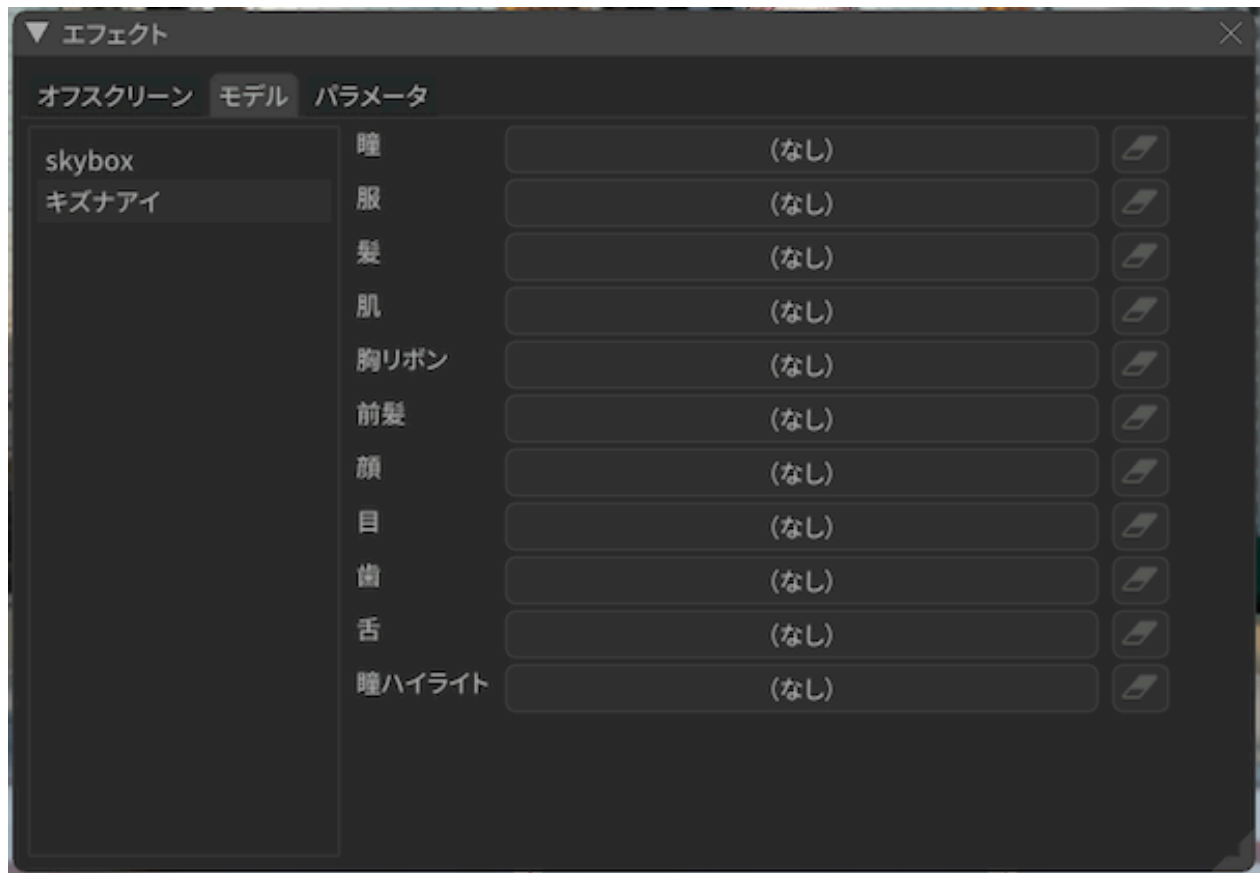 エフェクト
オフスクリーン モデル パラメータ
skybox
キズナアイ
瞳 (なし)
服 (なし)
髪 (なし)
肌 (なし)
胸リボン (なし)
前髪 (なし)
顔 (なし)
目 (なし)
歯 (なし)
舌 (なし)
瞳ハイライト (なし)